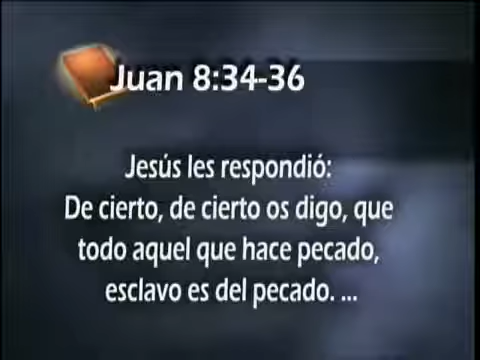 Juan 8:34-36
Jesús les respondió:
De cierto, de cierto os digo, que
todo aquel que hace pecado,
esclavo es del pecado. ...